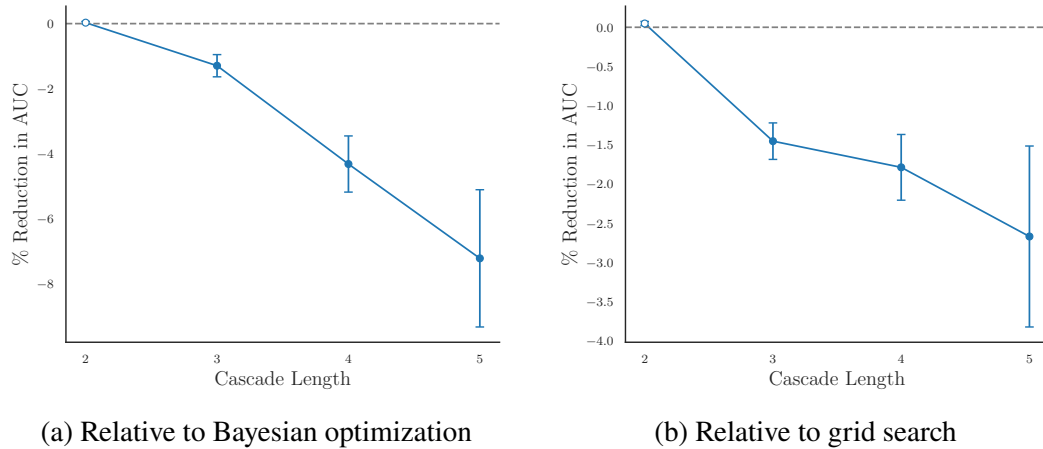 % Reduction in AUC
0
−2
−4
−6
−8
2 3 4 5
Cascade Length
(a) Relative to Bayesian optimization
% Reduction in AUC
0.0
−0.5
−1.0
−1.5
−2.0
−2.5
−3.0
−3.5
−4.0
2 3 4 5
Cascade Length
(b) Relative to grid search